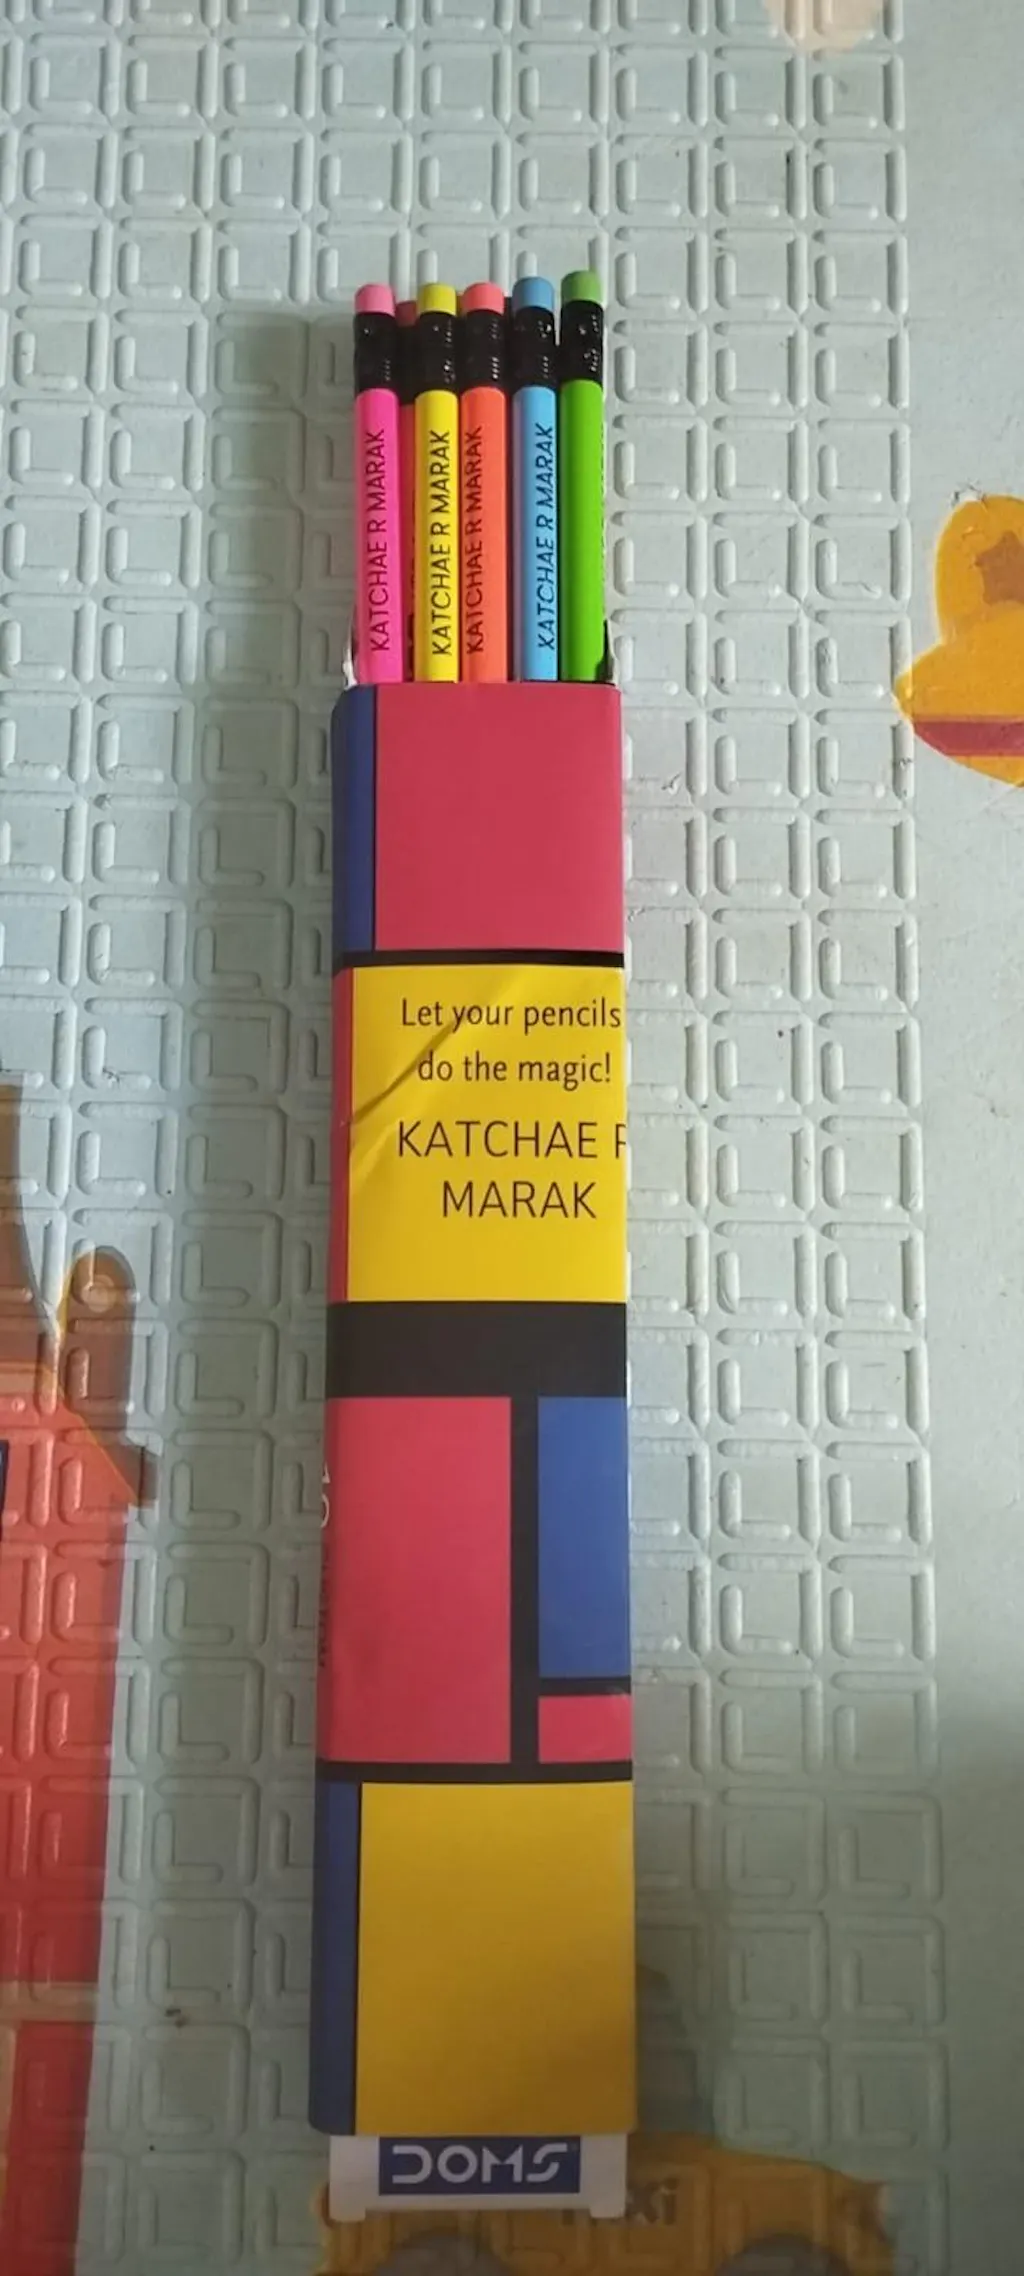 KATCHAE R MARAK
KATCHAE R MARAK
KATCHAE R MARAK
KATCHAE R MARAK
Let your pencils
do the magic!
KATCHAE R
MARAK
DOMS